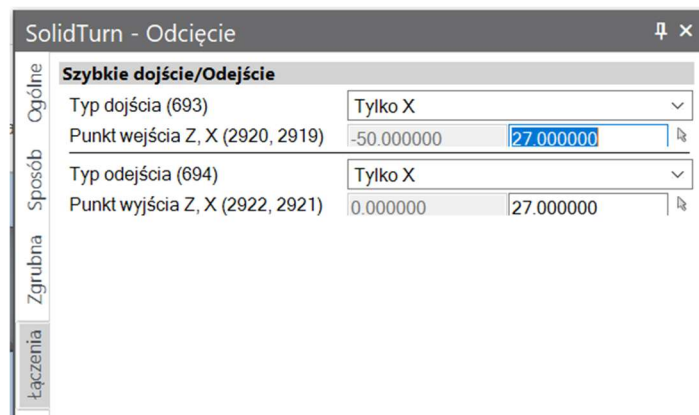 SolidTurn - Odcięcie
Ogólne
Sposób
Zgrubna
Łączenia
Szybkie dojście/Odejście
Typ dojścia (693) Tylko X
Punkt wejścia Z, X (2920, 2919) -50.000000 27.000000
Typ odejścia (694) Tylko X
Punkt wyjścia Z, X (2922, 2921) 0.000000 27.000000